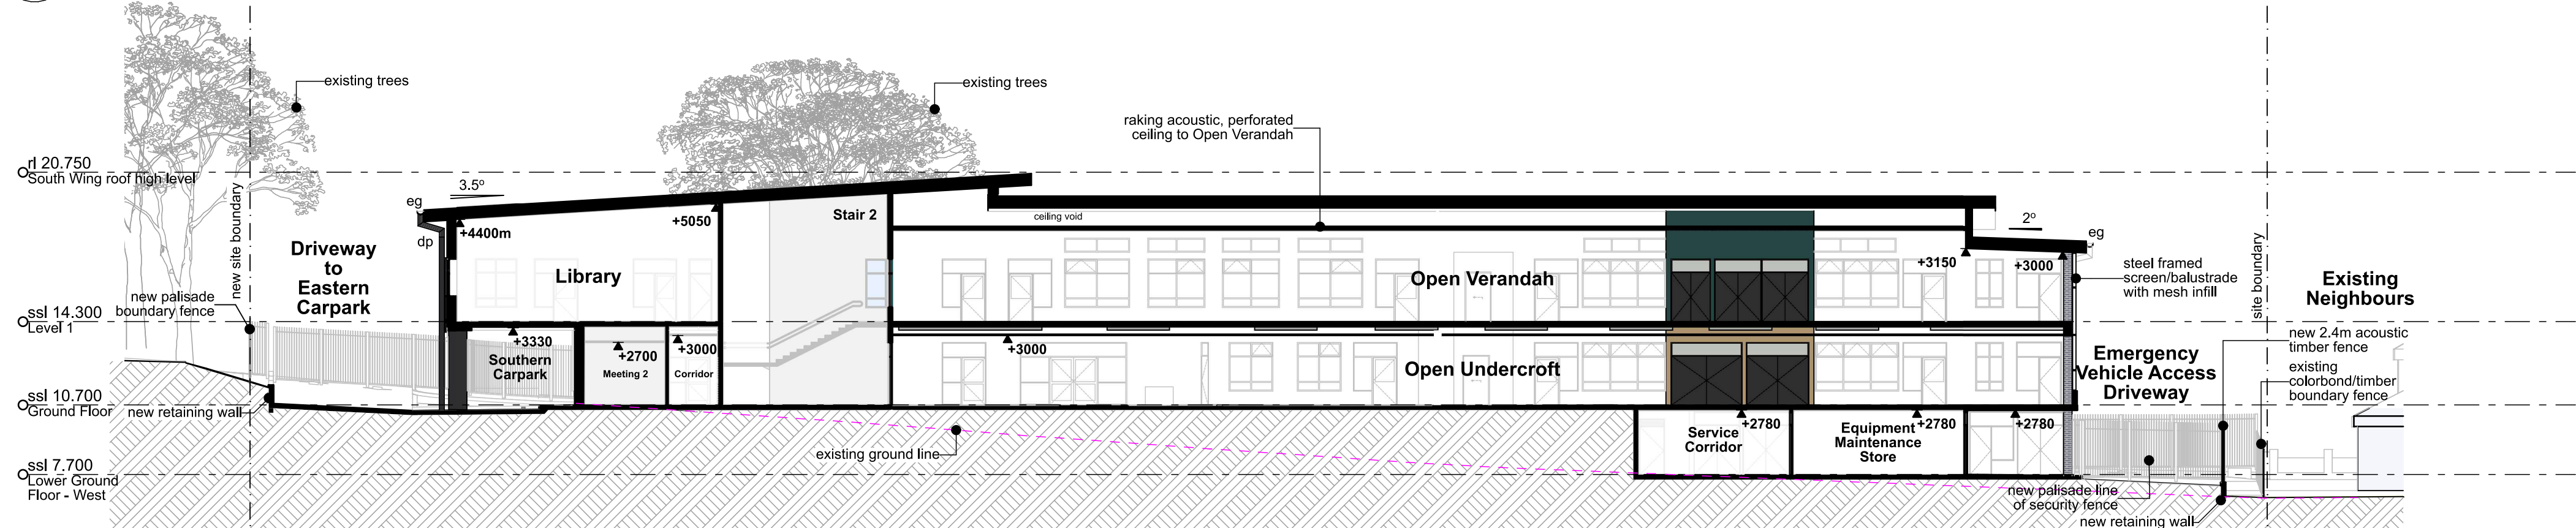 existing trees
existing trees
raking acoustic, perforated
ceiling to Open Verandah
rl 20.750
South Wing roof high level
new site boundary
3.5º
eg
dp
+4400m
+5050
Stair 2
ceiling void
2º
eg
site boundary
Driveway
to
Eastern
Carpark
Library
Open Verandah
+3150
+3000
steel framed
screen/balustrade
with mesh infill
Existing
Neighbours
new palisade
boundary fence
ssl 14.300
Level 1
+3330
Southern
Carpark
+2700
Meeting 2
+3000
Corridor
+3000
Open Undercroft
Emergency
Vehicle Access
Driveway
new 2.4m acoustic
timber fence
existing
colorbond/timber
boundary fence
ssl 10.700
Ground Floor
new retaining wall
existing ground line
Service
Corridor
+2780
Equipment
Maintenance
Store
+2780
+2780
ssl 7.700
Lower Ground
Floor - West
new palisade line
of security fence
new retaining wall